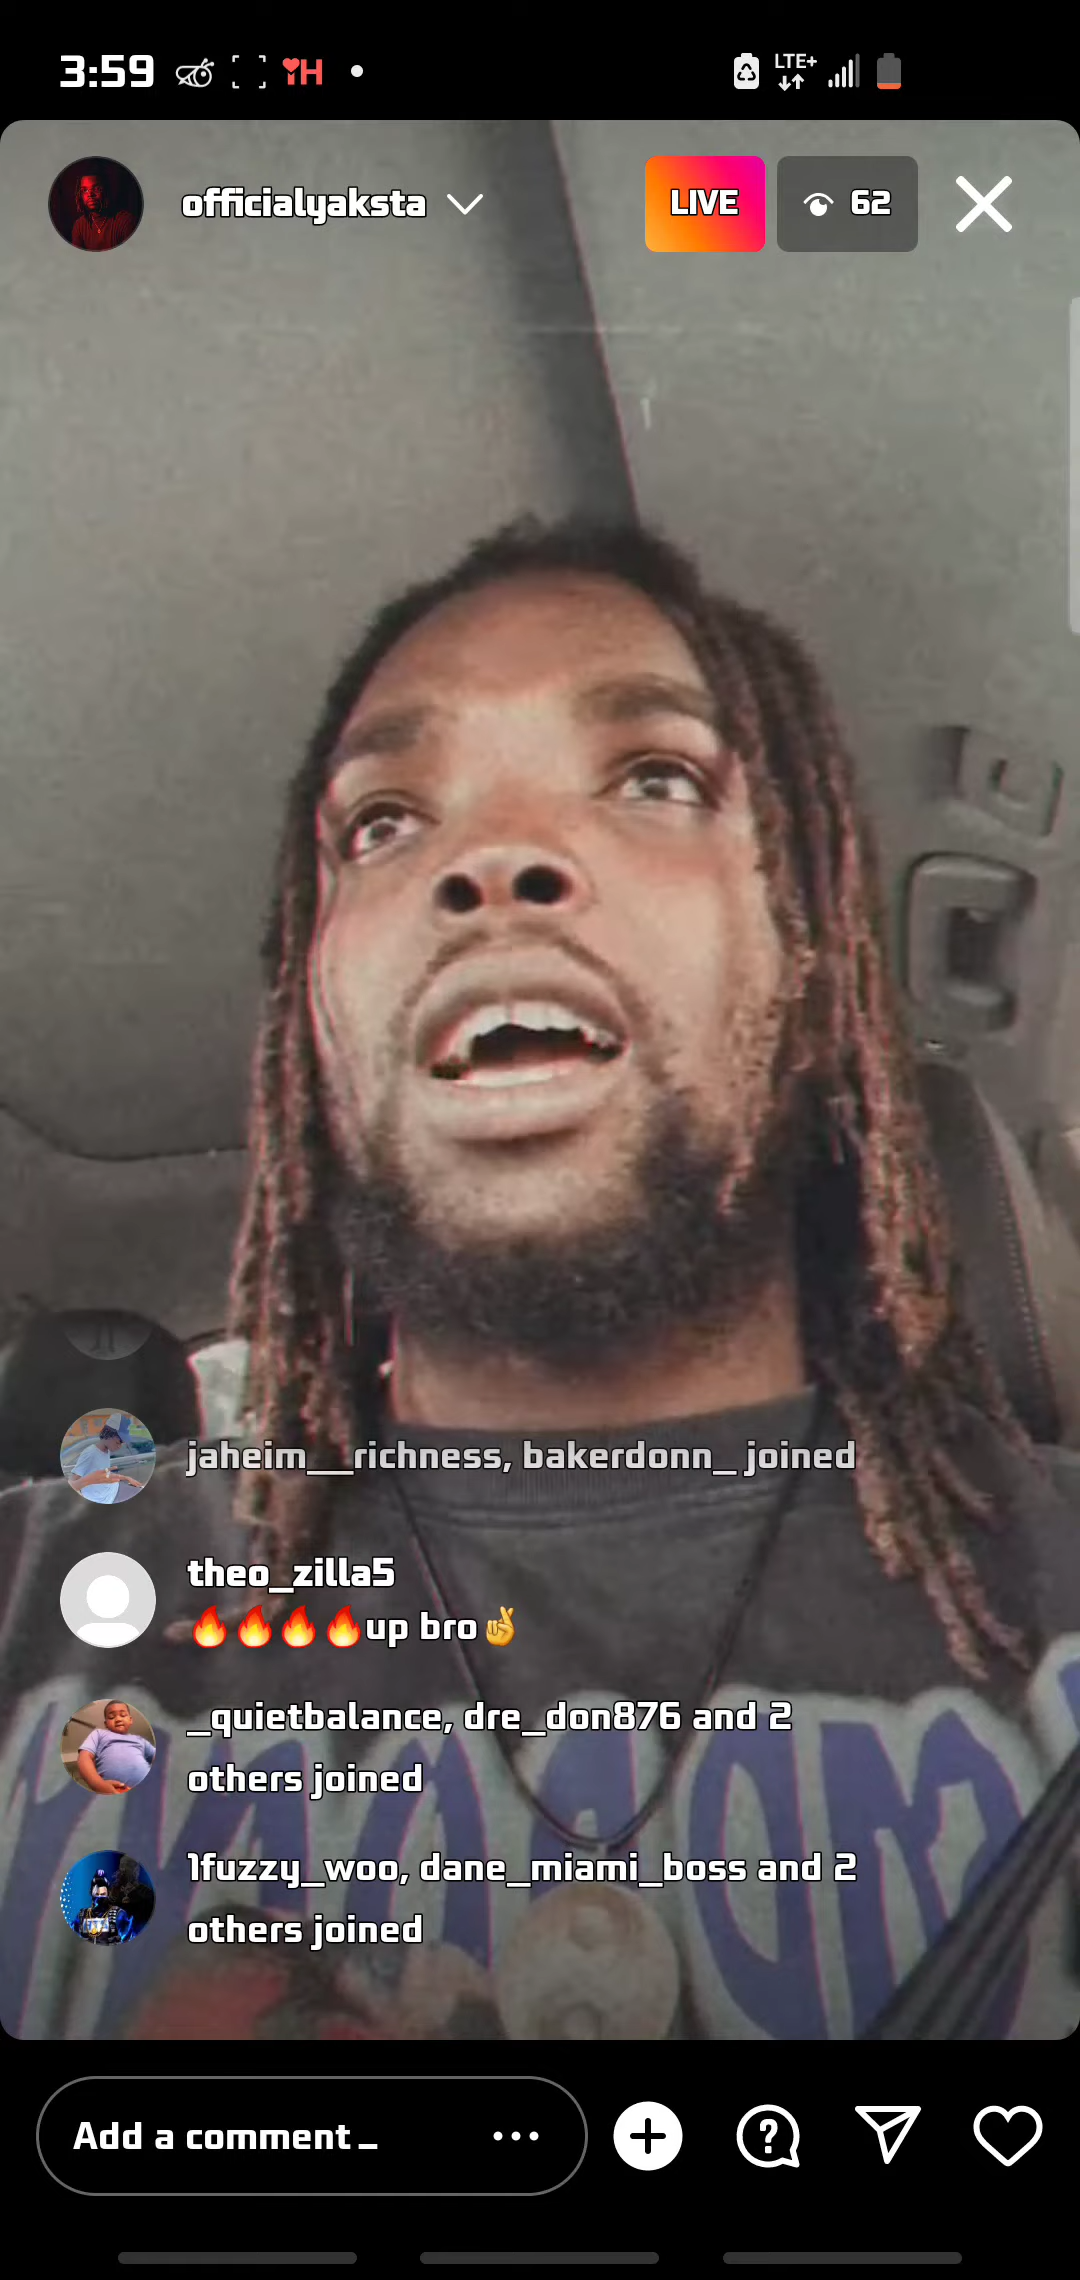 3:59
H
LTE+
officialyaksta
LIVE
62
jaheim__richness, bakerdonn_ joined
theo_zilla5
🔥🔥🔥🔥up bro🤞
_quietbalance, dre_don876 and 2
others joined
1fuzzy_woo, dane_miami_boss and 2
others joined
Add a comment _